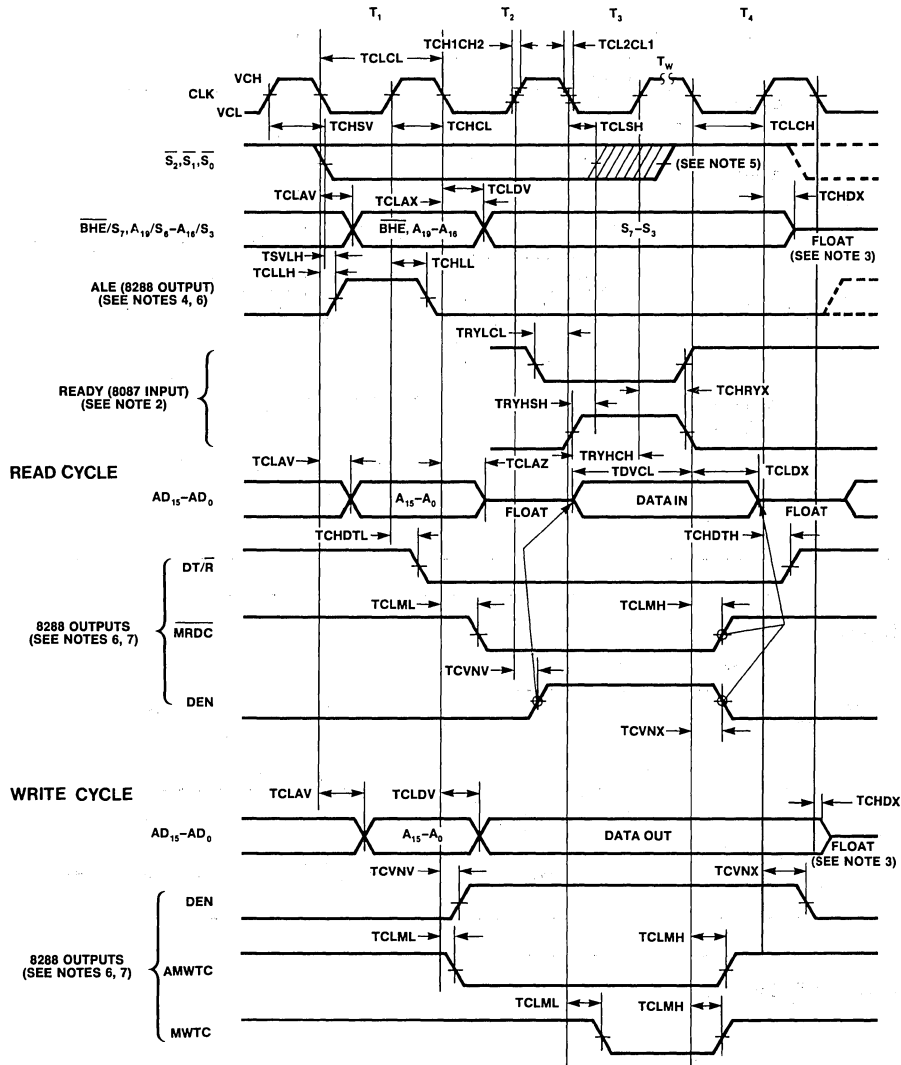 T1 T2 T3 T4
TCH1CH2 TCL2CL1
TCLCL
TW
VCH
CLK
VCL
TCHSV TCHCL TCLSH TCLCH
S2, S1, S0 (SEE NOTE 5)
TCLAV TCLAX TCLDV TCHDX
BHE/S7, A19/S6–A16/S3 BHE, A19–A16 S7–S3 FLOAT
(SEE NOTE 3)
TSVLH TCHLL
TCLLH
ALE (8288 OUTPUT)
(SEE NOTES 4, 6)
TRYLCL
READY (8087 INPUT)
(SEE NOTE 2)
TCHRYX
TRYHSH
TRYHCH
READ CYCLE
TCLAV TCLAZ TDVCL TCLDX
AD15–AD0 A15–A0 FLOAT DATA IN FLOAT
TCHDTL TCHDTH
DT/R
TCLML TCLMH
8288 OUTPUTS
(SEE NOTES 6, 7)
MRDC
TCVNV
DEN
TCVNX
WRITE CYCLE
TCLAV TCLDV TCHDX
AD15–AD0 A15–A0 DATA OUT FLOAT
(SEE NOTE 3)
TCVNV TCVNX
DEN
TCLML TCLMH
8288 OUTPUTS
(SEE NOTES 6, 7)
AMWTC
TCLML TCLMH
MWTC